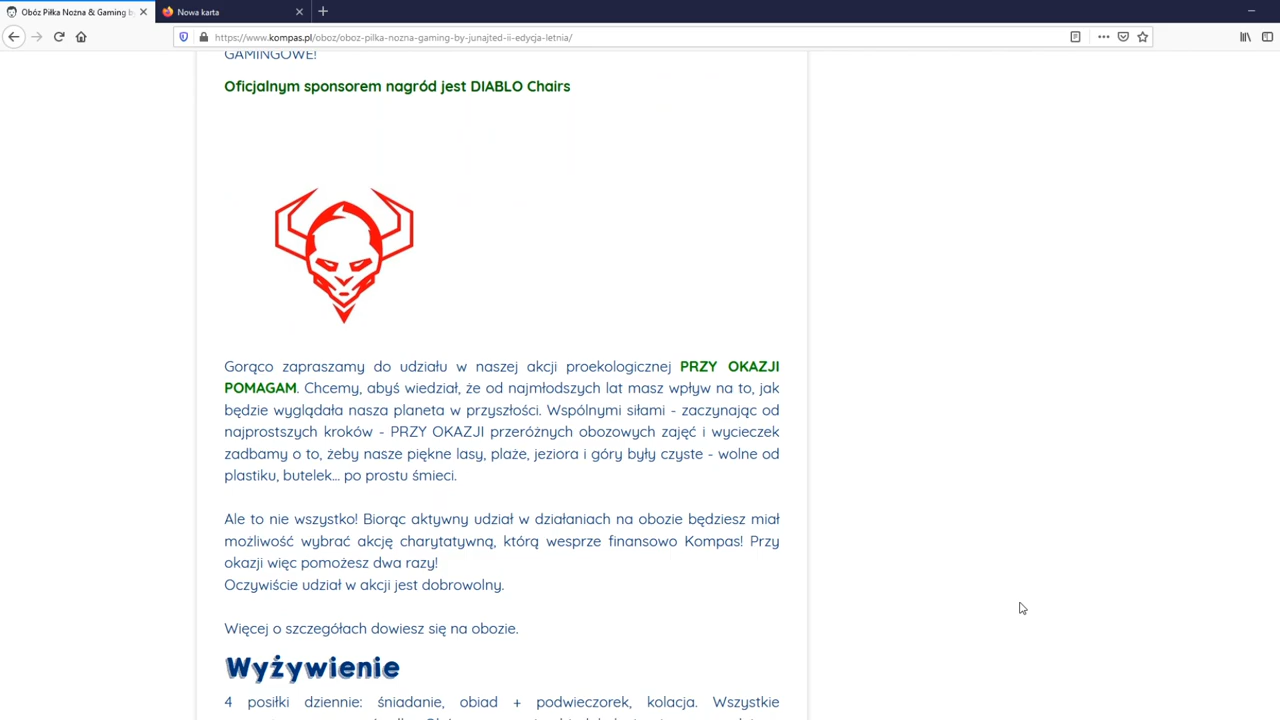 Obóz Piłka Nożna & Gaming by
Nowa karta
https://www.kompas.pl/oboz/oboz-pilka-nozna-gaming-by-junajted-ii-edycja-letnia/
GAMINGOWE!
Oficjalnym sponsorem nagród jest DIABLO Chairs
Gorąco zapraszamy do udziału w naszej akcji proekologicznej PRZY OKAZJI
POMAGAM. Chcemy, abyś wiedział, że od najmłodszych lat masz wpływ na to, jak
będzie wyglądała nasza planeta w przyszłości. Wspólnymi siłami - zaczynając od
najprostszych kroków - PRZY OKAZJI przeróżnych obozowych zajęć i wycieczek
zadbamy o to, żeby nasze piękne lasy, plaże, jeziora i góry były czyste - wolne od
plastiku, butelek... po prostu śmieci.
Ale to nie wszystko! Biorąc aktywny udział w działaniach na obozie będziesz miał
możliwość wybrać akcję charytatywną, którą wesprze finansowo Kompas! Przy
okazji więc pomożesz dwa razy!
Oczywiście udział w akcji jest dobrowolny.
Więcej o szczegółach dowiesz się na obozie.
Wyżywienie
4 posiłki dziennie: śniadanie, obiad + podwieczorek, kolacja. Wszystkie